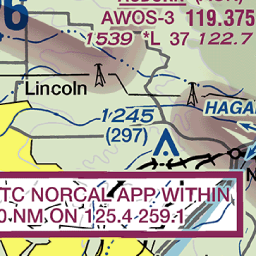 6
AWOS-3 119.375
1539 *L 37 122.7
Lincoln
HAGA
1245
(297)
N
TC NORCAL APP WITHIN
0 NM ON 125.4 259.1